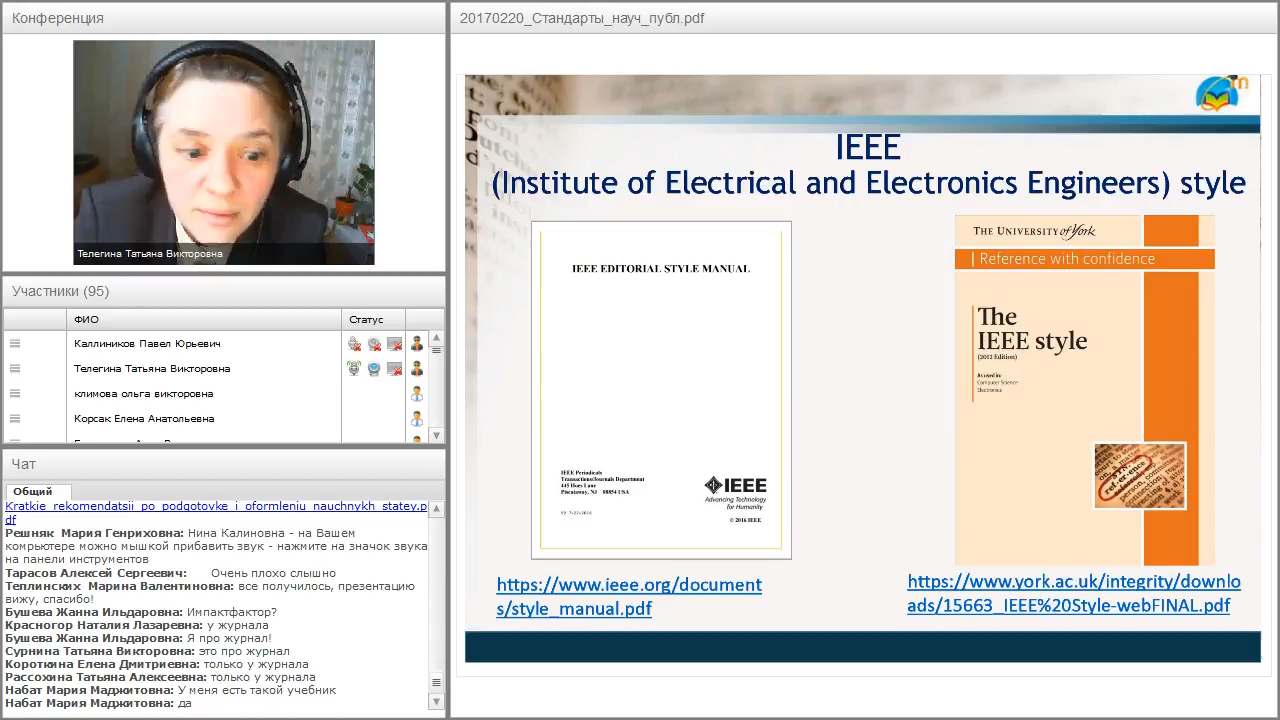 Конференция
Телегина Татьяна Викторовна
Участники (95)
ФИО
Статус
Каллиников Павел Юрьевич
Телегина Татьяна Викторовна
климова ольга викторовна
Корсак Елена Анатольевна
Чат
Общий
Kratkie_rekomendatsii_po_podgotovke_i_oformleniu_nauchnykh_statey.p
df
Решняк Мария Генриховна: Нина Калиновна - на Вашем
компьютере можно мышкой прибавить звук - нажмите на значок звука
на панели инструментов
Тарасов Алексей Сергеевич: Очень плохо слышно
Теплинских Марина Валентиновна: все получилось, презентацию
вижу, спасибо!
Бушева Жанна Ильдаровна: Импактфактор?
Красногор Наталия Лазаревна: у журнала
Бушева Жанна Ильдаровна: Я про журнал!
Сурнина Татьяна Викторовна: это про журнал
Короткина Елена Дмитриевна: только у журнала
Рассохина Татьяна Алексеевна: только у журнала
Набат Мария Маджитовна: У меня есть такой учебник
Набат Мария Маджитовна: да
20170220_Стандарты_науч_публ.pdf
IEEE
(Institute of Electrical and Electronics Engineers) style
IEEE EDITORIAL STYLE MANUAL
IEEE Periodicals
Transactions/Journals Department
445 Hoes Lane
Piscataway, NJ 08854 USA
IEEE
Advancing Technology
for Humanity
© 2016 IEEE
https://www.ieee.org/document
s/style_manual.pdf
THE UNIVERSITY of York
Reference with confidence
The
IEEE style
(2012 Edition)
As used in:
Computer Science
Electronics
https://www.york.ac.uk/integrity/downlo
ads/15663_IEEE%20Style-webFINAL.pdf